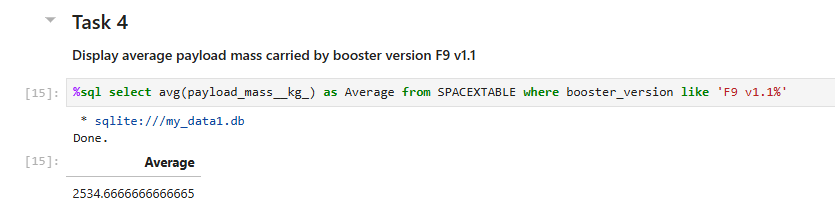 Task 4
Display average payload mass carried by booster version F9 v1.1
[15]: %sql select avg(payload_mass__kg_) as Average from SPACEXTABLE where booster_version like 'F9 v1.1%'
* sqlite:///my_data1.db
Done.
[15]: Average
2534.6666666666665